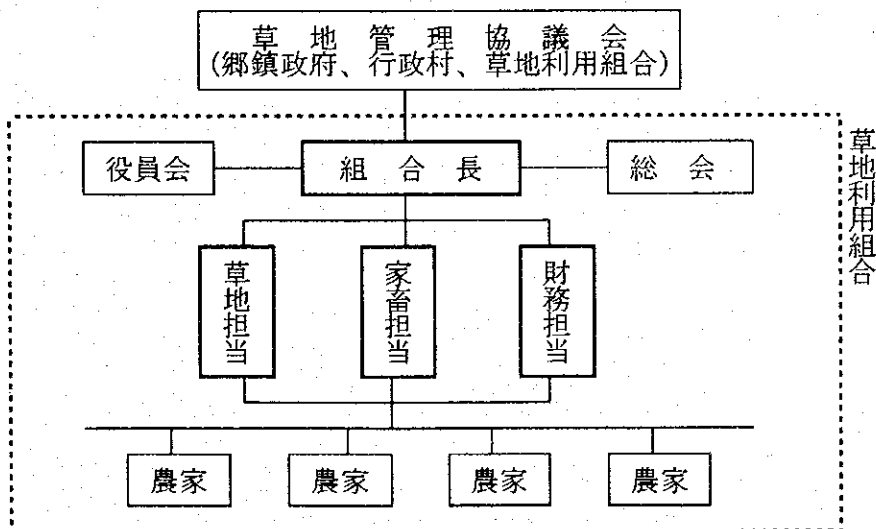 草地管理協議会
(郷鎮政府、行政村、草地利用組合)
役員会
組合長
総会
草地利用組合
草地担当
家畜担当
財務担当
農家
農家
農家
農家